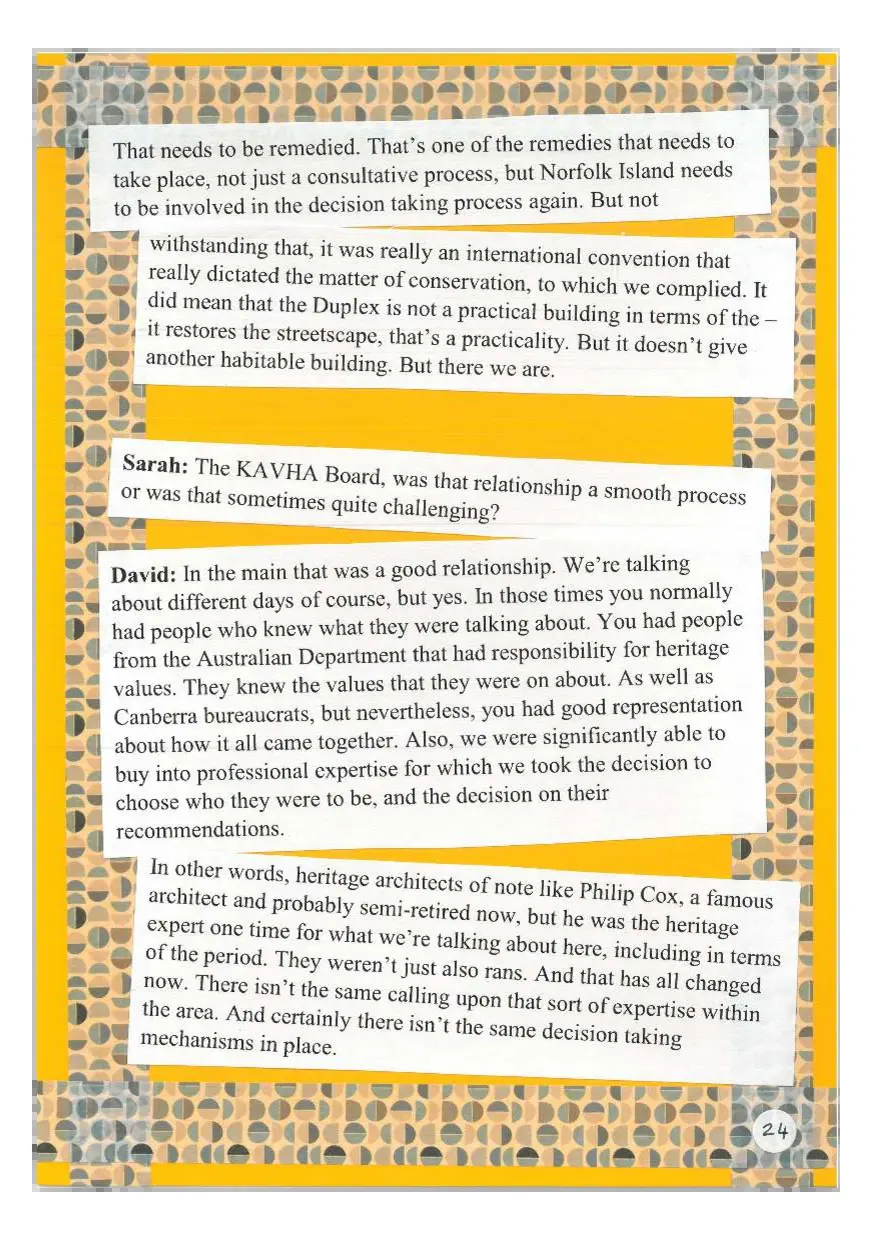 That needs to be remedied. That's one of the remedies that needs to
take place, not just a consultative process, but Norfolk Island needs
to be involved in the decision taking process again. But not
withstanding that, it was really an international convention that
really dictated the matter of conservation, to which we complied. It
did mean that the Duplex is not a practical building in terms of the –
it restores the streetscape, that's a practicality. But it doesn't give
another habitable building. But there we are.
Sarah: The KAVHA Board, was that relationship a smooth process
or was that sometimes quite challenging?
David: In the main that was a good relationship. We're talking
about different days of course, but yes. In those times you normally
had people who knew what they were talking about. You had people
from the Australian Department that had responsibility for heritage
values. They knew the values that they were on about. As well as
Canberra bureaucrats, but nevertheless, you had good representation
about how it all came together. Also, we were significantly able to
buy into professional expertise for which we took the decision to
choose who they were to be, and the decision on their
recommendations.
In other words, heritage architects of note like Philip Cox, a famous
architect and probably semi-retired now, but he was the heritage
expert one time for what we're talking about here, including in terms
of the period. They weren't just also rans. And that has all changed
now. There isn't the same calling upon that sort of expertise within
the area. And certainly there isn't the same decision taking
mechanisms in place.
24